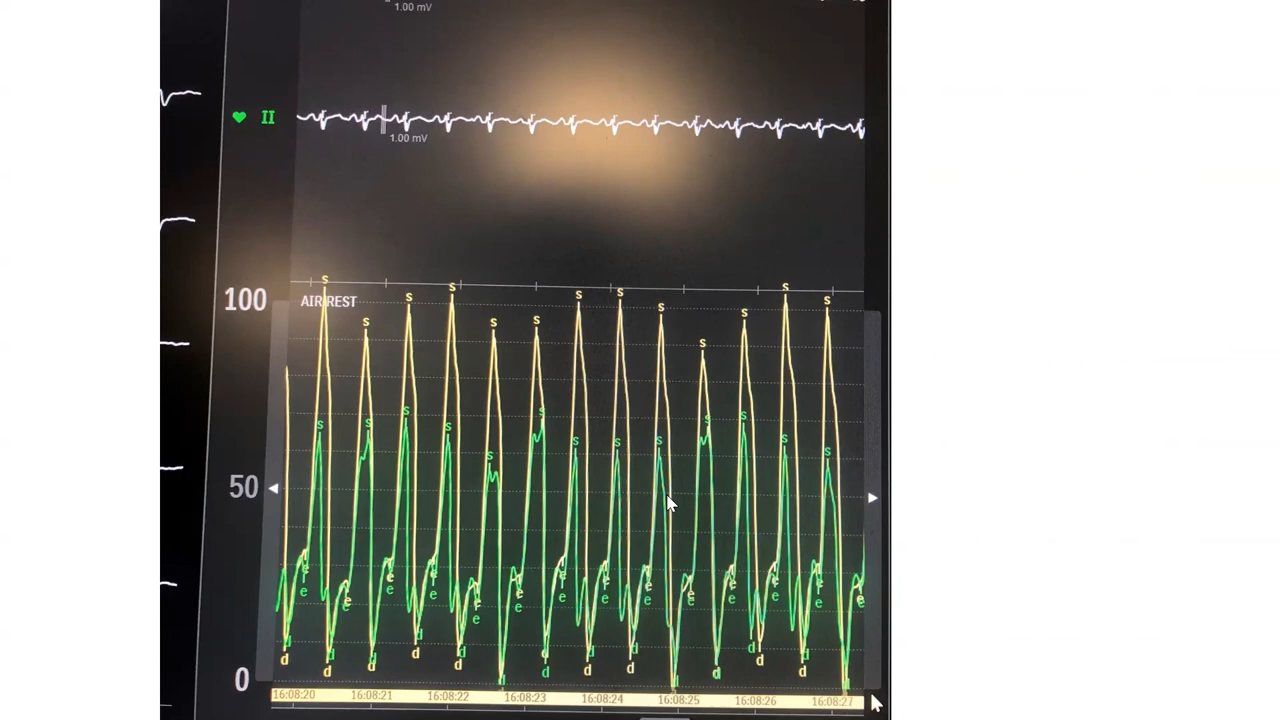 1.00 mV
II
1.00 mV
s s s s s s s s s s s s s
100
AIR REST
s s s s s s s s s s s s s
50
e e e e e e e e e e e e e
d d d d d d d d d d d d d
0
16:08:20 16:08:21 16:08:22 16:08:23 16:08:24 16:08:25 16:08:26 16:08:27